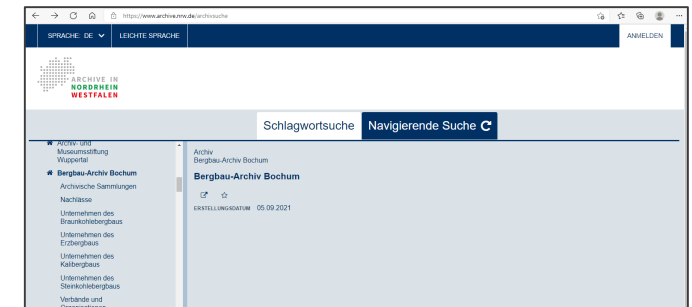 https://www.archive.nrw.de/archivsuche
SPRACHE: DE
LEICHTE SPRACHE
ANMELDEN
ARCHIVE IN
NORDRHEIN
WESTFALEN
Schlagwortsuche
Navigierende Suche
Archiv- und
Museumsstiftung
Wuppertal
Bergbau-Archiv Bochum
Archivische Sammlungen
Nachlässe
Unternehmen des
Braunkohlebergbaus
Unternehmen des
Erzbergbaus
Unternehmen des
Kalibergbaus
Unternehmen des
Steinkohlebergbaus
Verbände und
Organisationen
Archiv
Bergbau-Archiv Bochum
Bergbau-Archiv Bochum
ERSTELLUNGSDATUM 05.09.2021